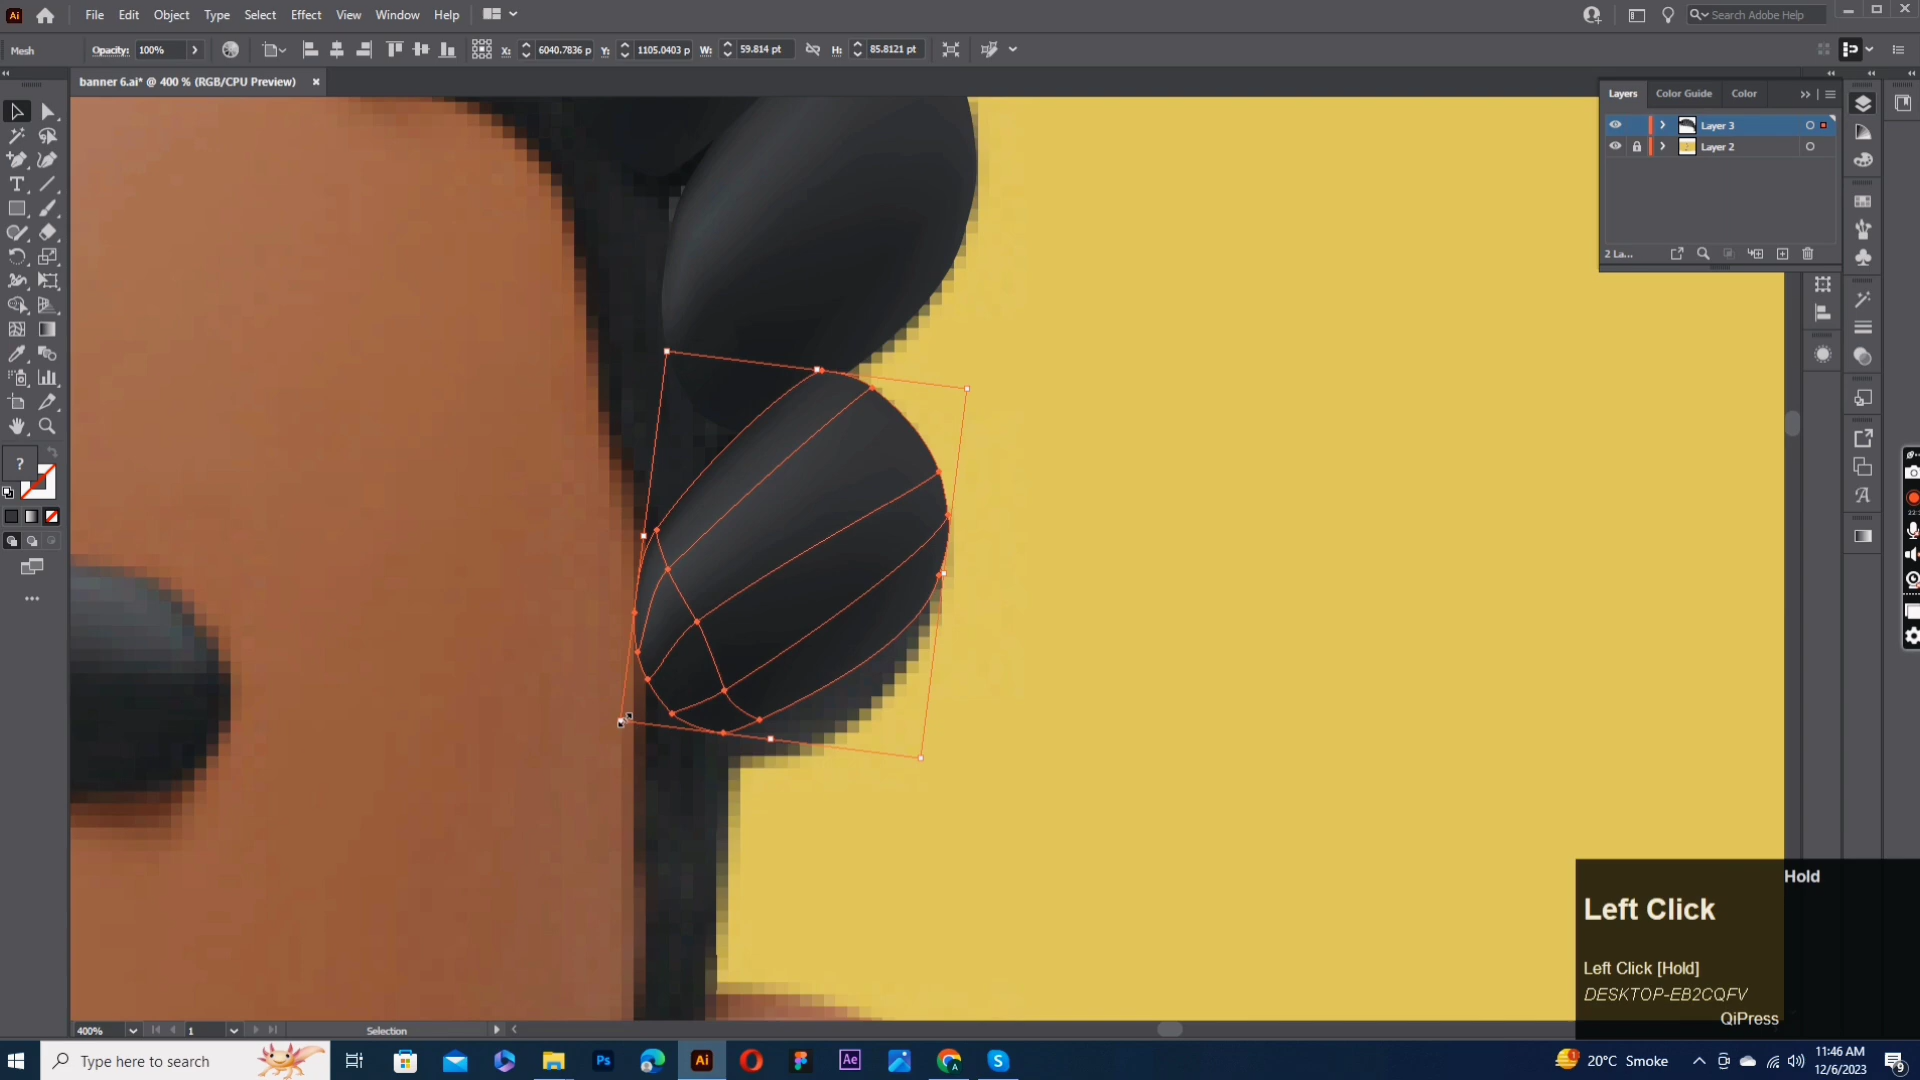 File Edit Object Type Select Effect View Window Help
Search Adobe Help
Mesh
Opacity: 100%
X: 6040.7836 p Y: 1105.0403 p W: 59.814 pt H: 85.8121 pt
banner 6.ai* @ 400 % (RGB/CPU Preview)
Layers Color Guide Color
Layer 3
Layer 2
2 La...
Hold
Left Click
Left Click [Hold]
DESKTOP-EB2CQFV
QiPress
400%
1
Selection
Type here to search
20°C Smoke
11:46 AM
12/6/2023